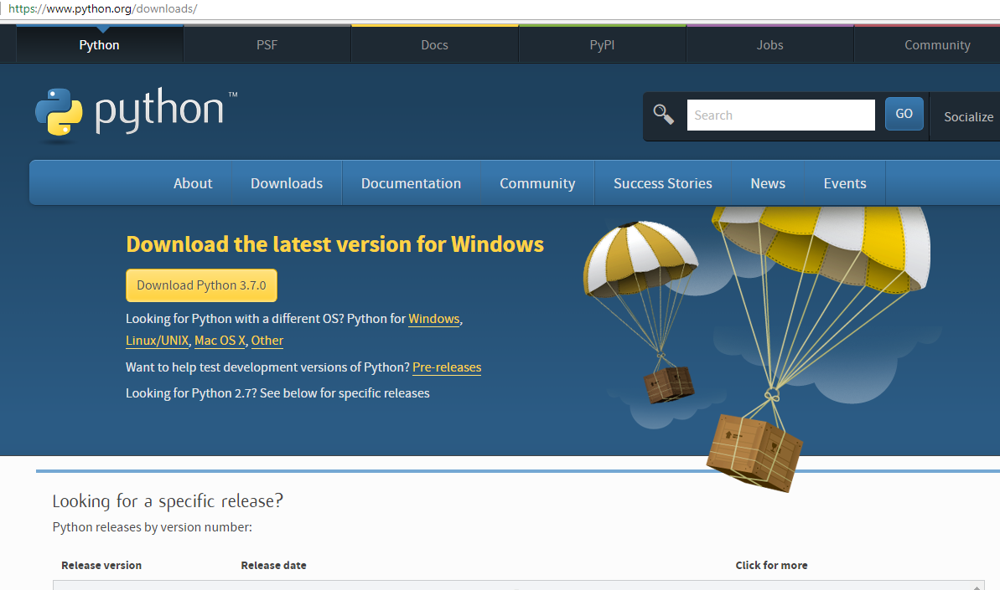 https://www.python.org/downloads/
Python PSF Docs PyPI Jobs Community
python™
Search GO Socialize
About Downloads Documentation Community Success Stories News Events
Download the latest version for Windows
Download Python 3.7.0
Looking for Python with a different OS? Python for Windows,
Linux/UNIX, Mac OS X, Other
Want to help test development versions of Python? Pre-releases
Looking for Python 2.7? See below for specific releases
Looking for a specific release?
Python releases by version number:
Release version Release date Click for more